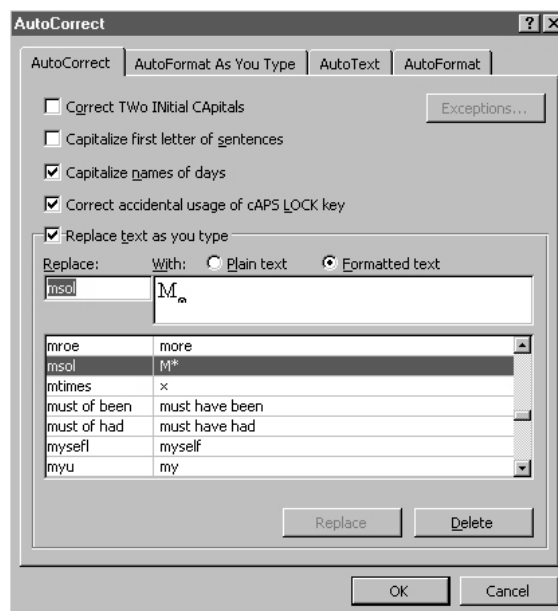 AutoCorrect
AutoCorrect AutoFormat As You Type AutoText AutoFormat
Correct TWo INitial CApitals Exceptions...
Capitalize first letter of sentences
Capitalize names of days
Correct accidental usage of cAPS LOCK key
Replace text as you type
Replace: With: Plain text Formatted text
msol M⊙
mroe more
msol M*
mtimes ×
must of been must have been
must of had must have had
mysefl myself
myu my
Replace Delete
OK Cancel